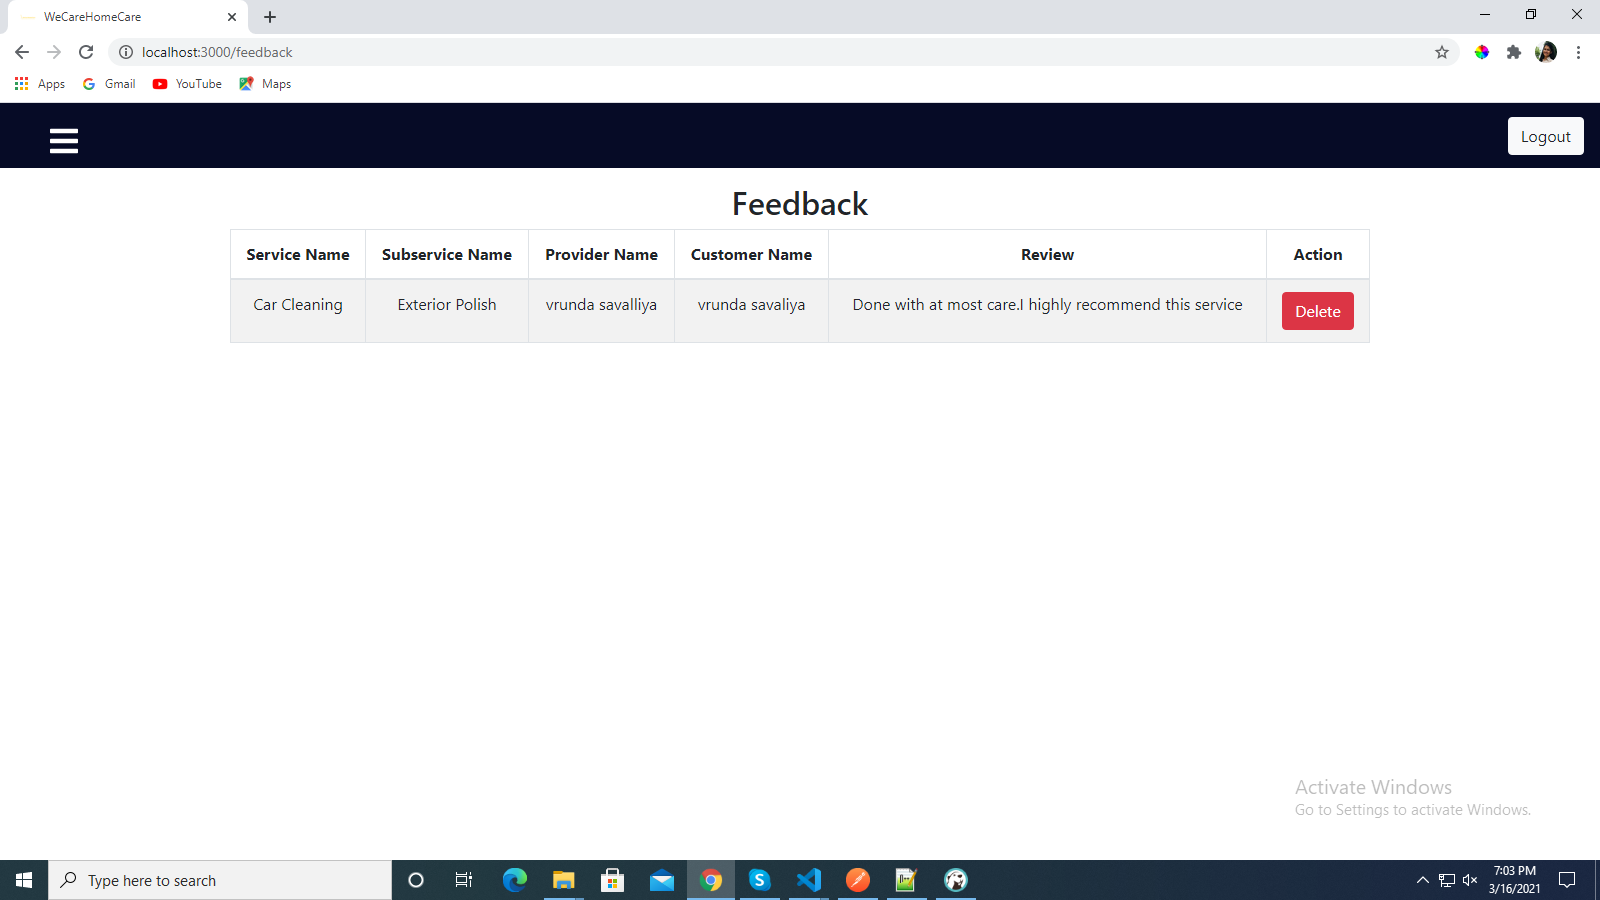 WeCareHomeCare
localhost:3000/feedback
Apps Gmail YouTube Maps
Logout
Feedback
Service Name Subservice Name Provider Name Customer Name Review Action
Car Cleaning Exterior Polish vrunda savalliya vrunda savaliya Done with at most care.I highly recommend this service Delete
Activate Windows
Go to Settings to activate Windows.
Type here to search
7:03 PM
3/16/2021